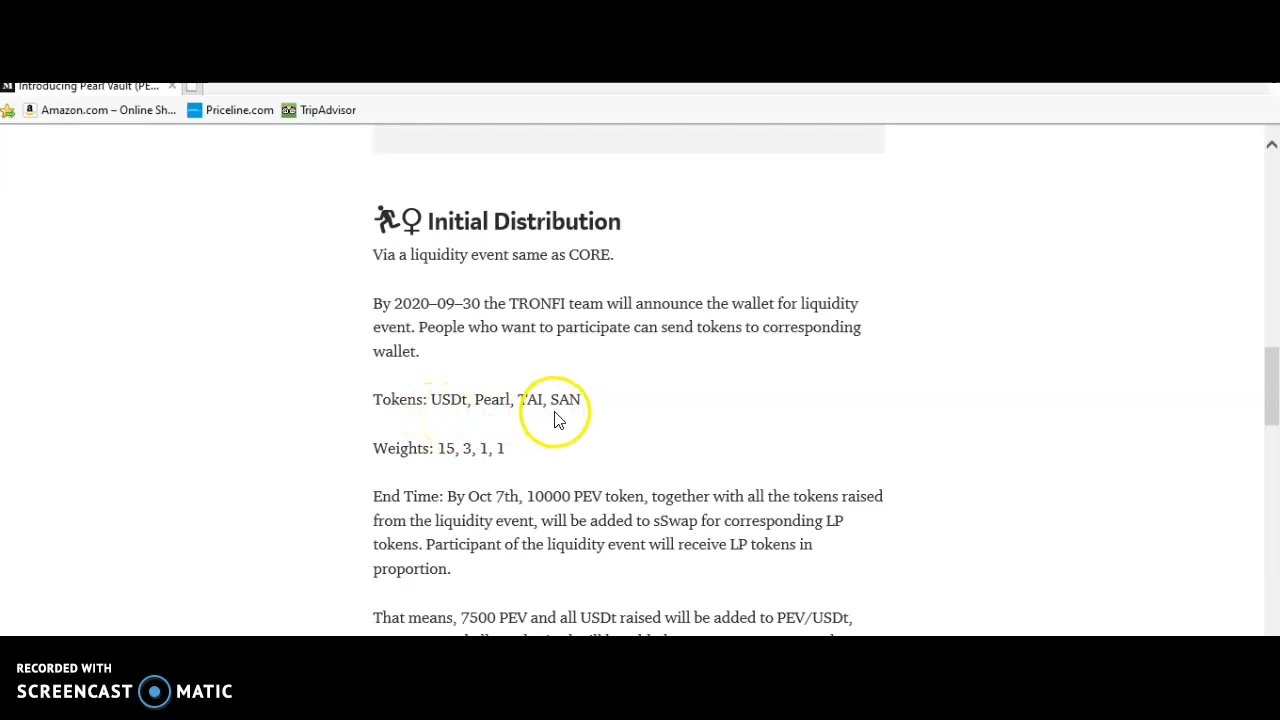 Introducing Pearl Vault (PE...
Amazon.com – Online Sh... Priceline.com TripAdvisor
Initial Distribution
Via a liquidity event same as CORE.
By 2020–09–30 the TRONFI team will announce the wallet for liquidity
event. People who want to participate can send tokens to corresponding
wallet.
Tokens: USDt, Pearl, TAI, SAN
Weights: 15, 3, 1, 1
End Time: By Oct 7th, 10000 PEV token, together with all the tokens raised
from the liquidity event, will be added to sSwap for corresponding LP
tokens. Participant of the liquidity event will receive LP tokens in
proportion.
That means, 7500 PEV and all USDt raised will be added to PEV/USDt,
RECORDED WITH
SCREENCAST MATIC